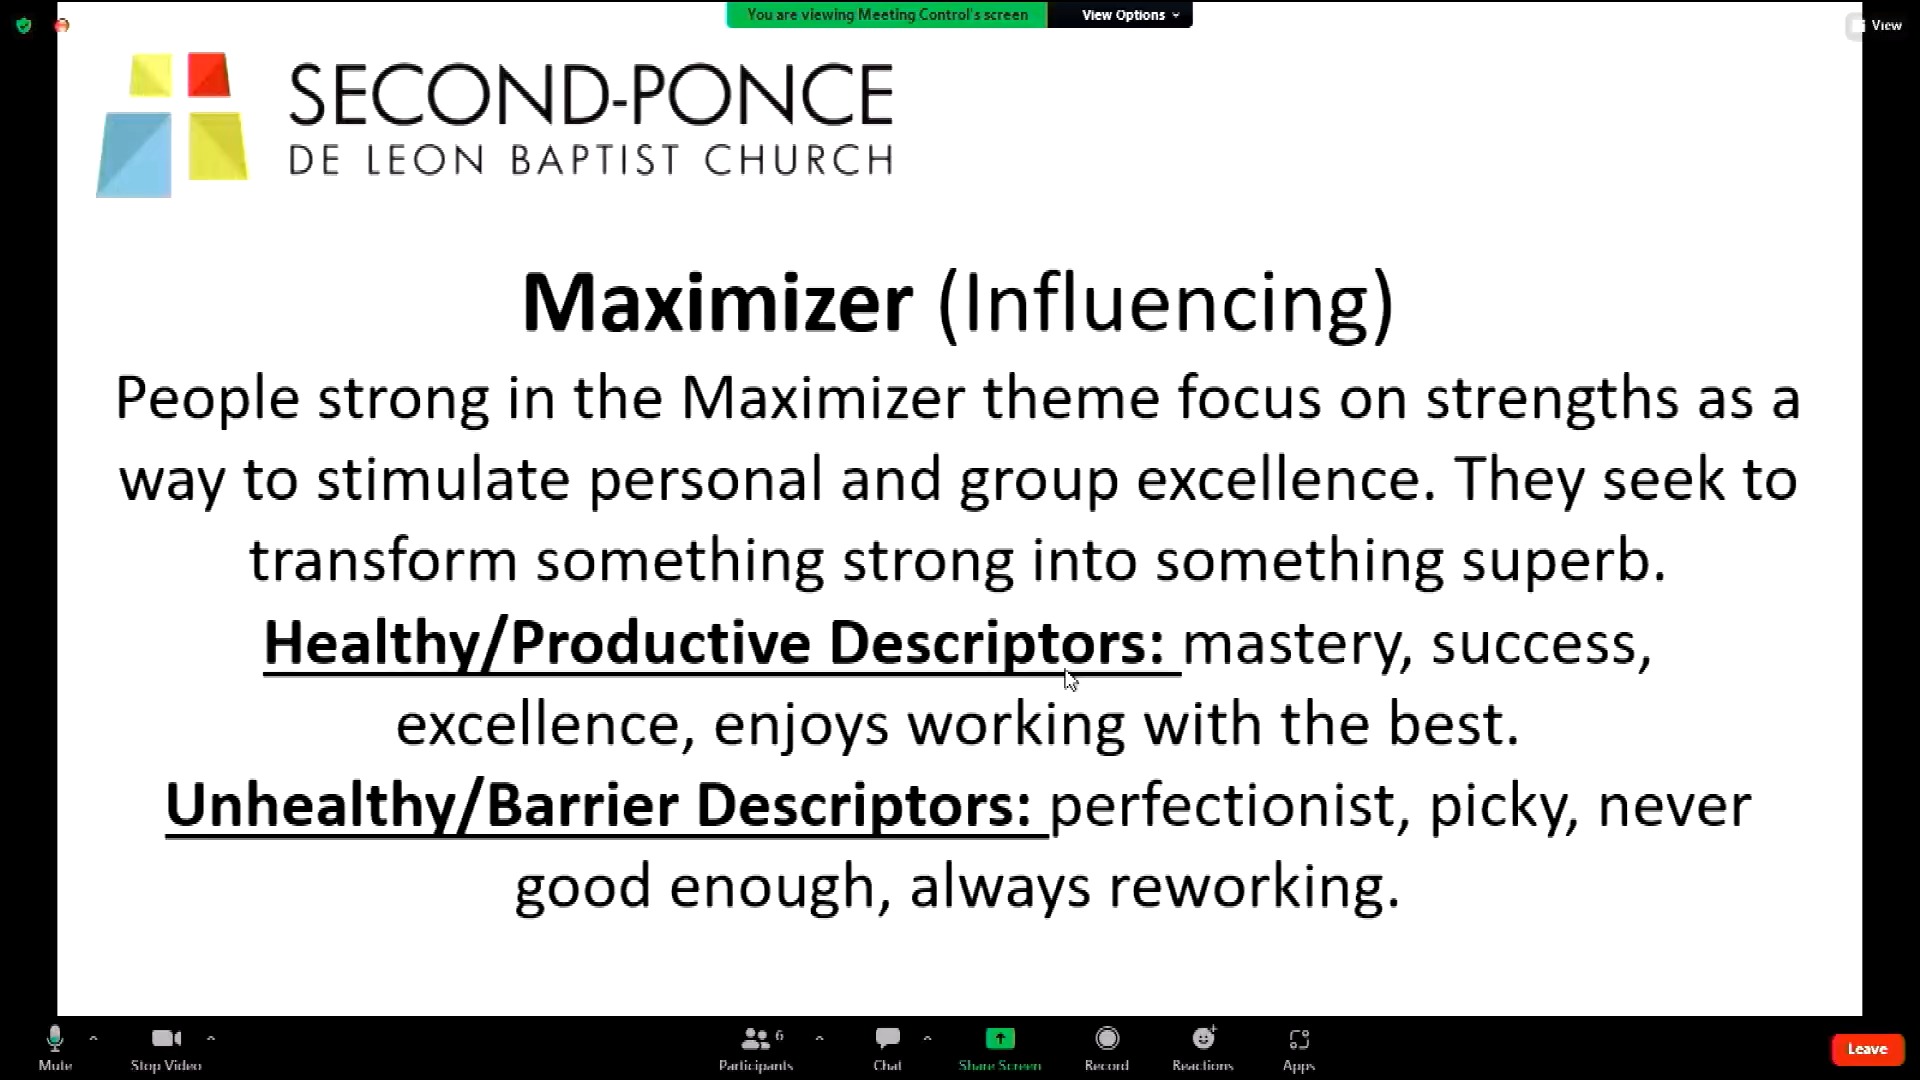 You are viewing Meeting Control's screen
View Options
View
SECOND-PONCE
DE LEON BAPTIST CHURCH
Maximizer (Influencing)
People strong in the Maximizer theme focus on strengths as a
way to stimulate personal and group excellence. They seek to
transform something strong into something superb.
Healthy/Productive Descriptors: mastery, success,
excellence, enjoys working with the best.
Unhealthy/Barrier Descriptors: perfectionist, picky, never
good enough, always reworking.
6
Mute
Stop Video
Participants
Chat
Share Screen
Record
Reactions
Apps
Leave